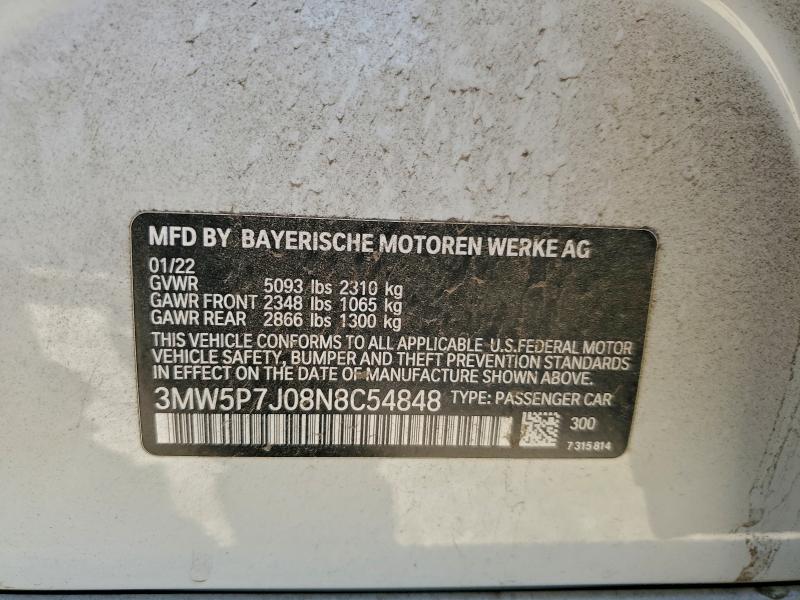 MFD BY BAYERISCHE MOTOREN WERKE AG
01/22
GVWR 5093 lbs 2310 kg
GAWR FRONT 2348 lbs 1065 kg
GAWR REAR 2866 lbs 1300 kg
THIS VEHICLE CONFORMS TO ALL APPLICABLE U.S.FEDERAL MOTOR
VEHICLE SAFETY, BUMPER AND THEFT PREVENTION STANDARDS
IN EFFECT ON THE DATE OF MANUFACTURE SHOWN ABOVE.
3MW5P7J08N8C54848 TYPE: PASSENGER CAR
300
7315814